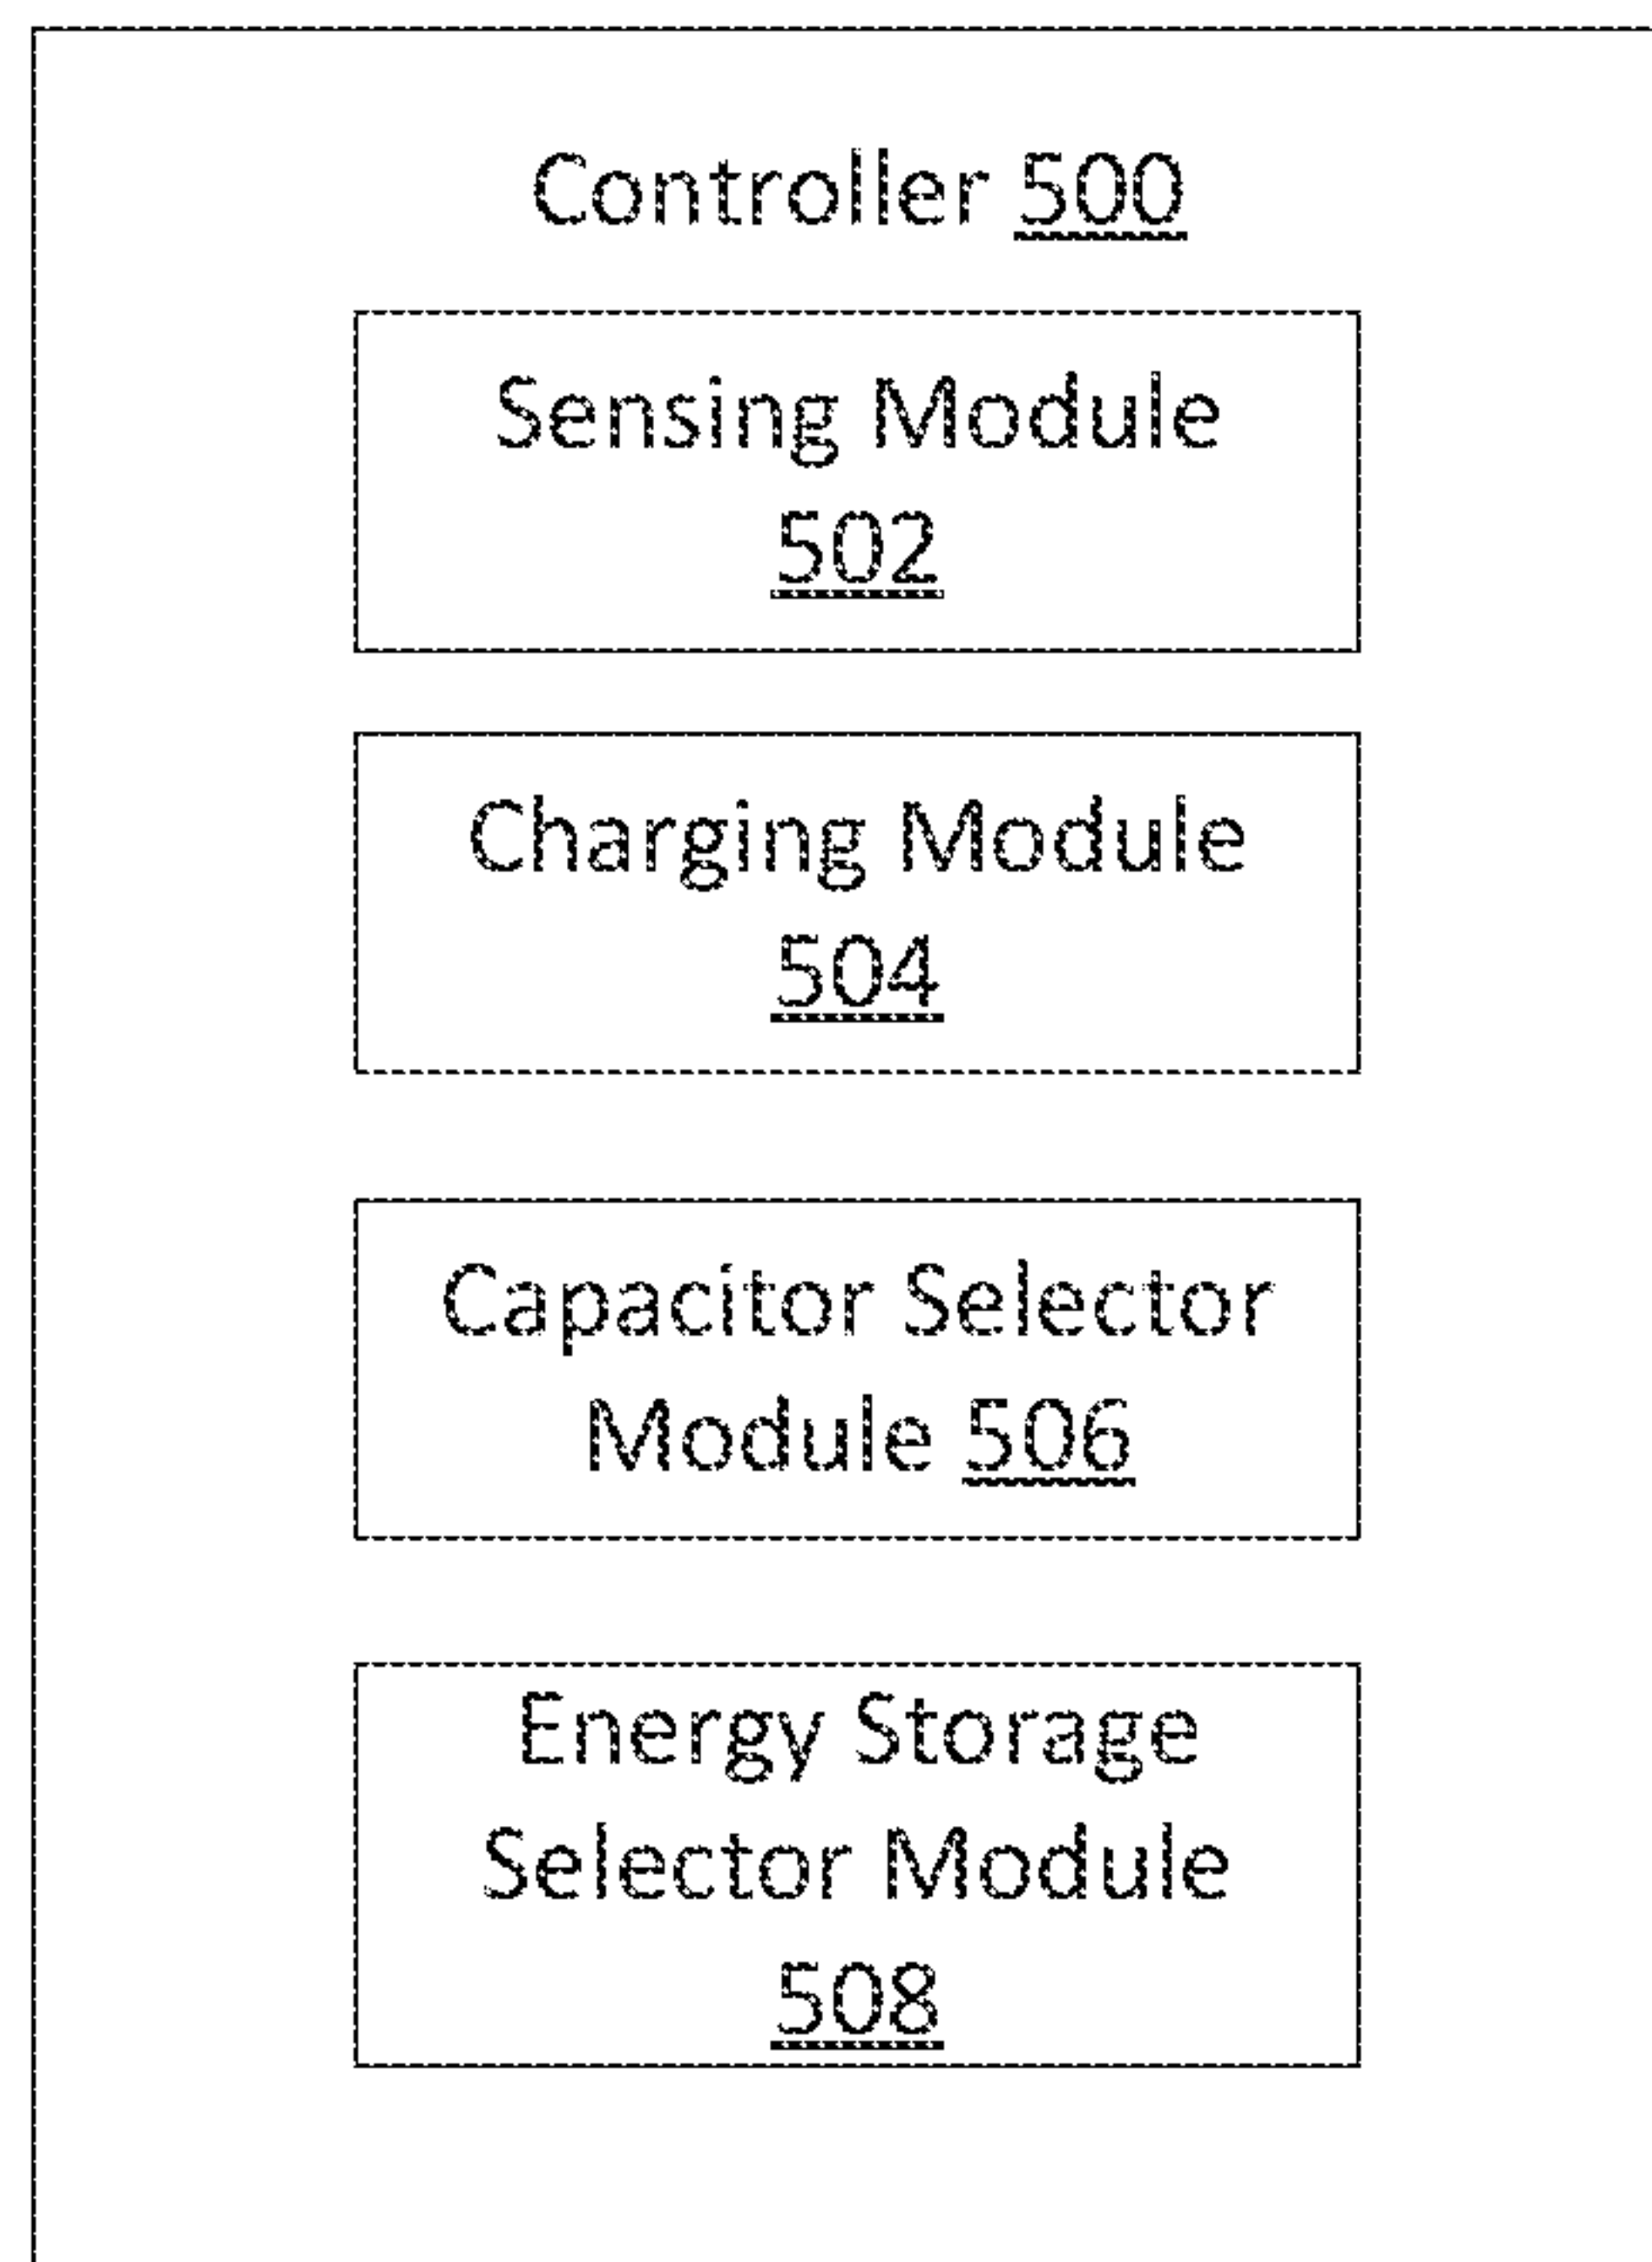 Controller 500
Sensing Module
502
Charging Module
504
Capacitor Selector
Module 506
Energy Storage
Selector Module
508